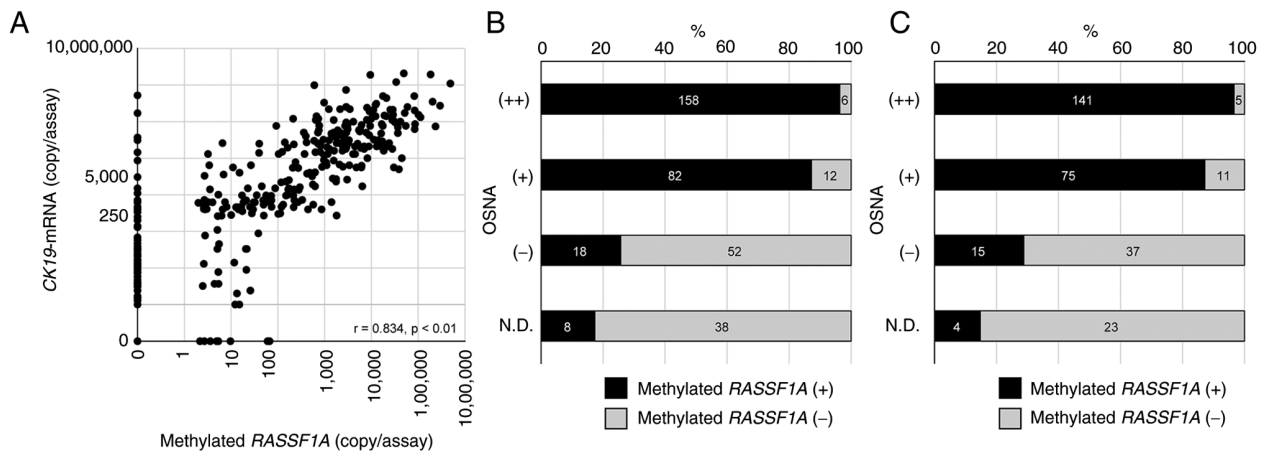 A
10,000,000
5,000
250
0
CK19-mRNA (copy/assay)
r = 0.834, p < 0.01
0
1
10
100
1,000
10,000
1,00,000
10,00,000
Methylated RASSF1A (copy/assay)
B
%
0 20 40 60 80 100
OSNA
(++) 158 6
(+) 82 12
(−) 18 52
N.D. 8 38
Methylated RASSF1A (+)
Methylated RASSF1A (−)
C
%
0 20 40 60 80 100
OSNA
(++) 141 5
(+) 75 11
(−) 15 37
N.D. 4 23
Methylated RASSF1A (+)
Methylated RASSF1A (−)